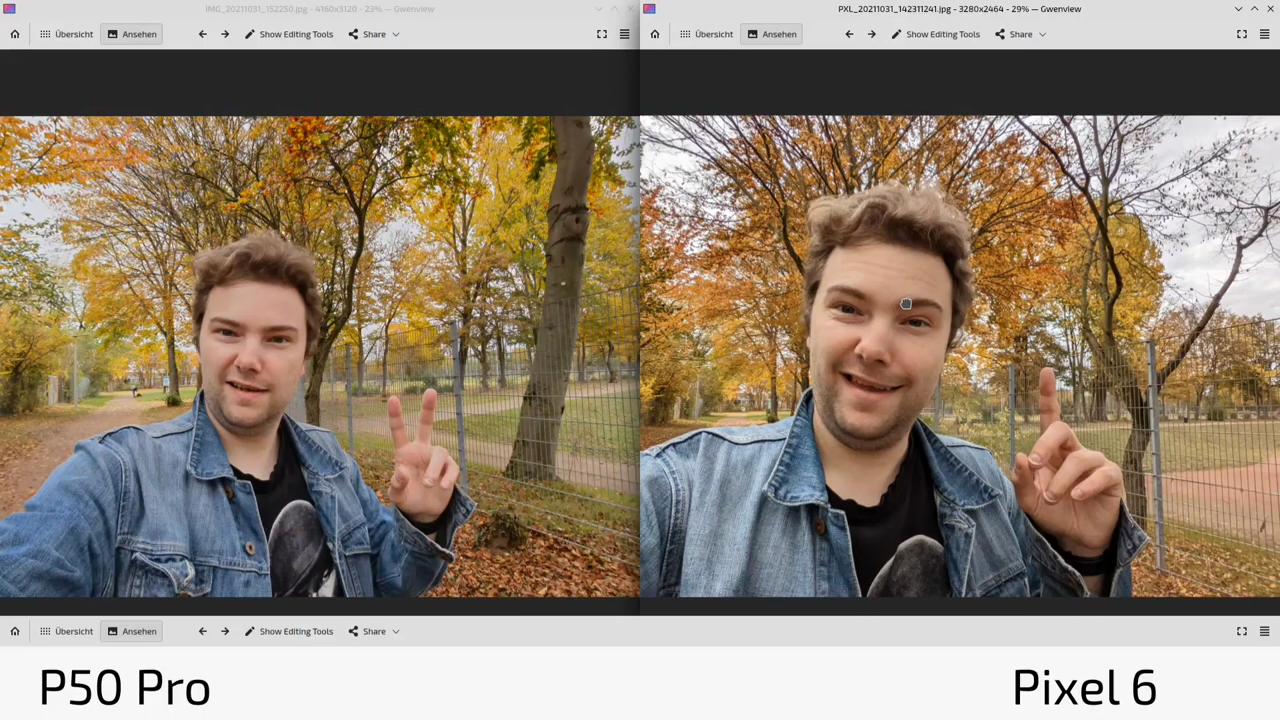 IMG_20211031_152250.jpg - 4160x3120 - 23% — Gwenview
Übersicht Ansehen Show Editing Tools Share
PXL_20211031_142311241.jpg - 3280x2464 - 29% — Gwenview
Übersicht Ansehen Show Editing Tools Share
Übersicht Ansehen Show Editing Tools Share
P50 Pro
Pixel 6